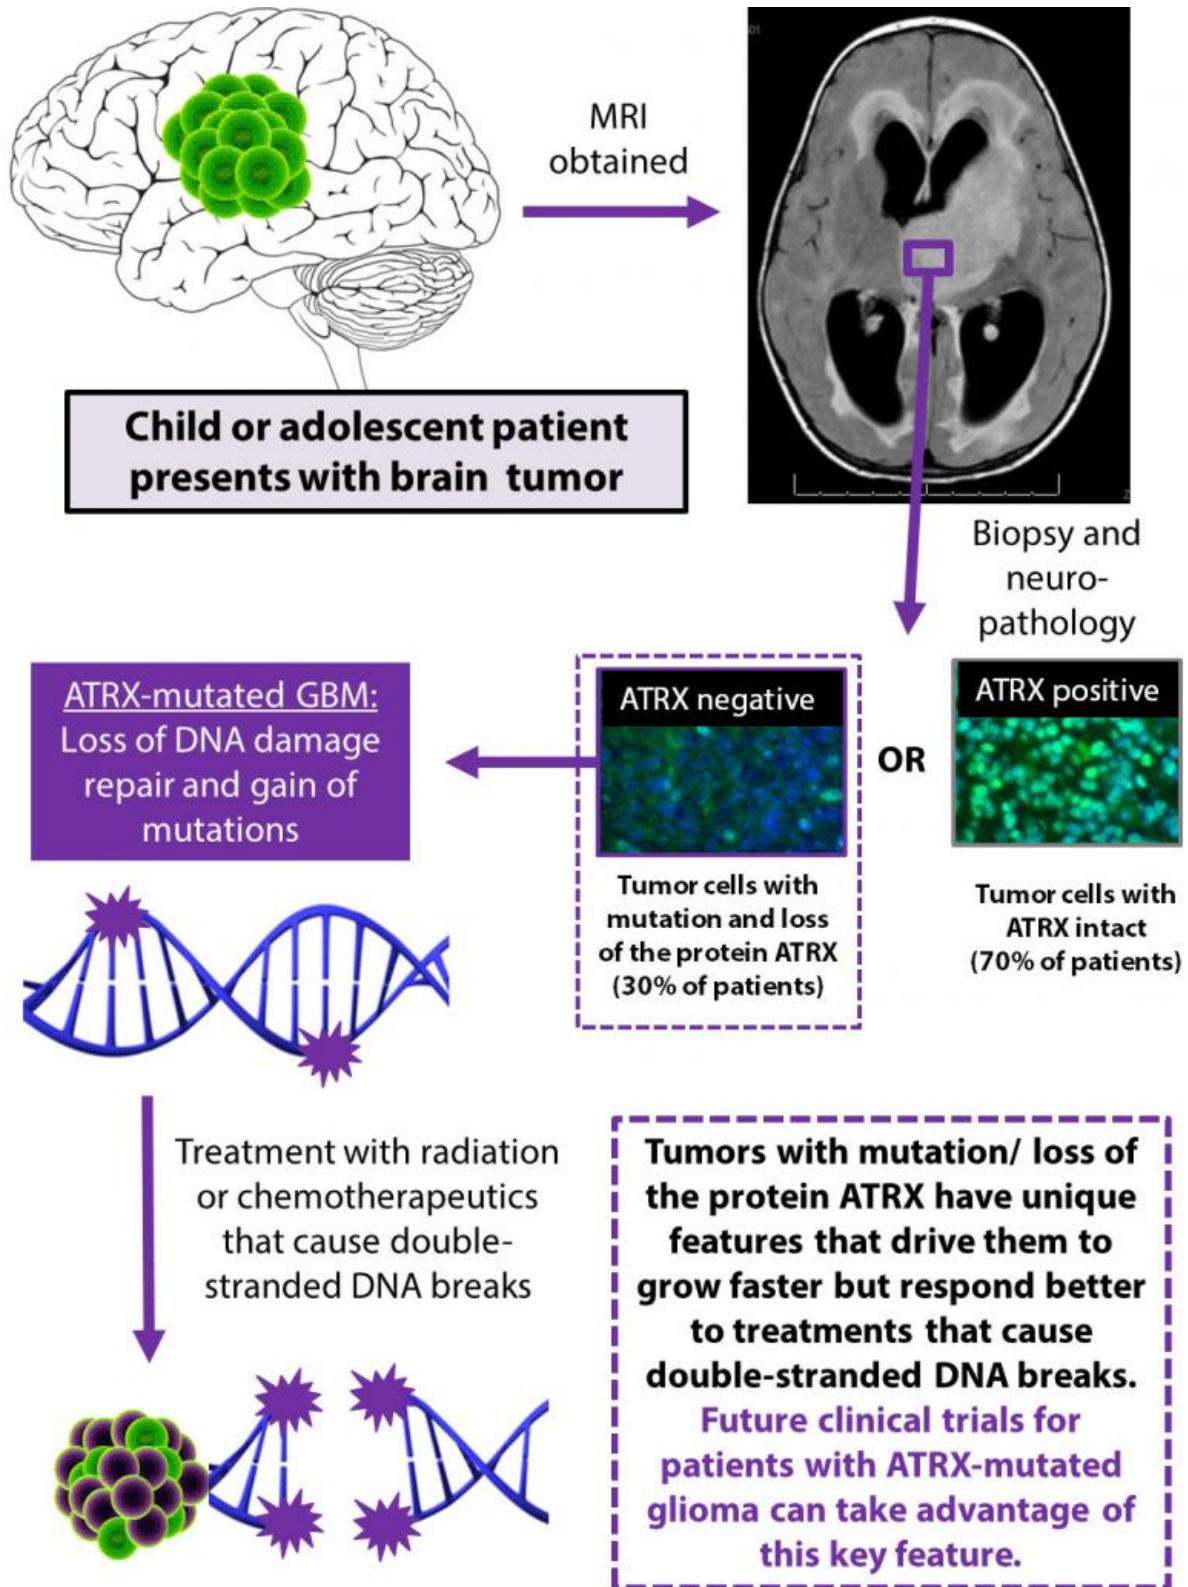 MRI
obtained
01
Child or adolescent patient
presents with brain tumor
Biopsy and
neuro-
pathology
ATRX-mutated GBM:
Loss of DNA damage
repair and gain of
mutations
ATRX negative
OR
ATRX positive
Tumor cells with
mutation and loss
of the protein ATRX
(30% of patients)
Tumor cells with
ATRX intact
(70% of patients)
Treatment with radiation
or chemotherapeutics
that cause double-
stranded DNA breaks
Tumors with mutation/ loss of
the protein ATRX have unique
features that drive them to
grow faster but respond better
to treatments that cause
double-stranded DNA breaks.
Future clinical trials for
patients with ATRX-mutated
glioma can take advantage of
this key feature.